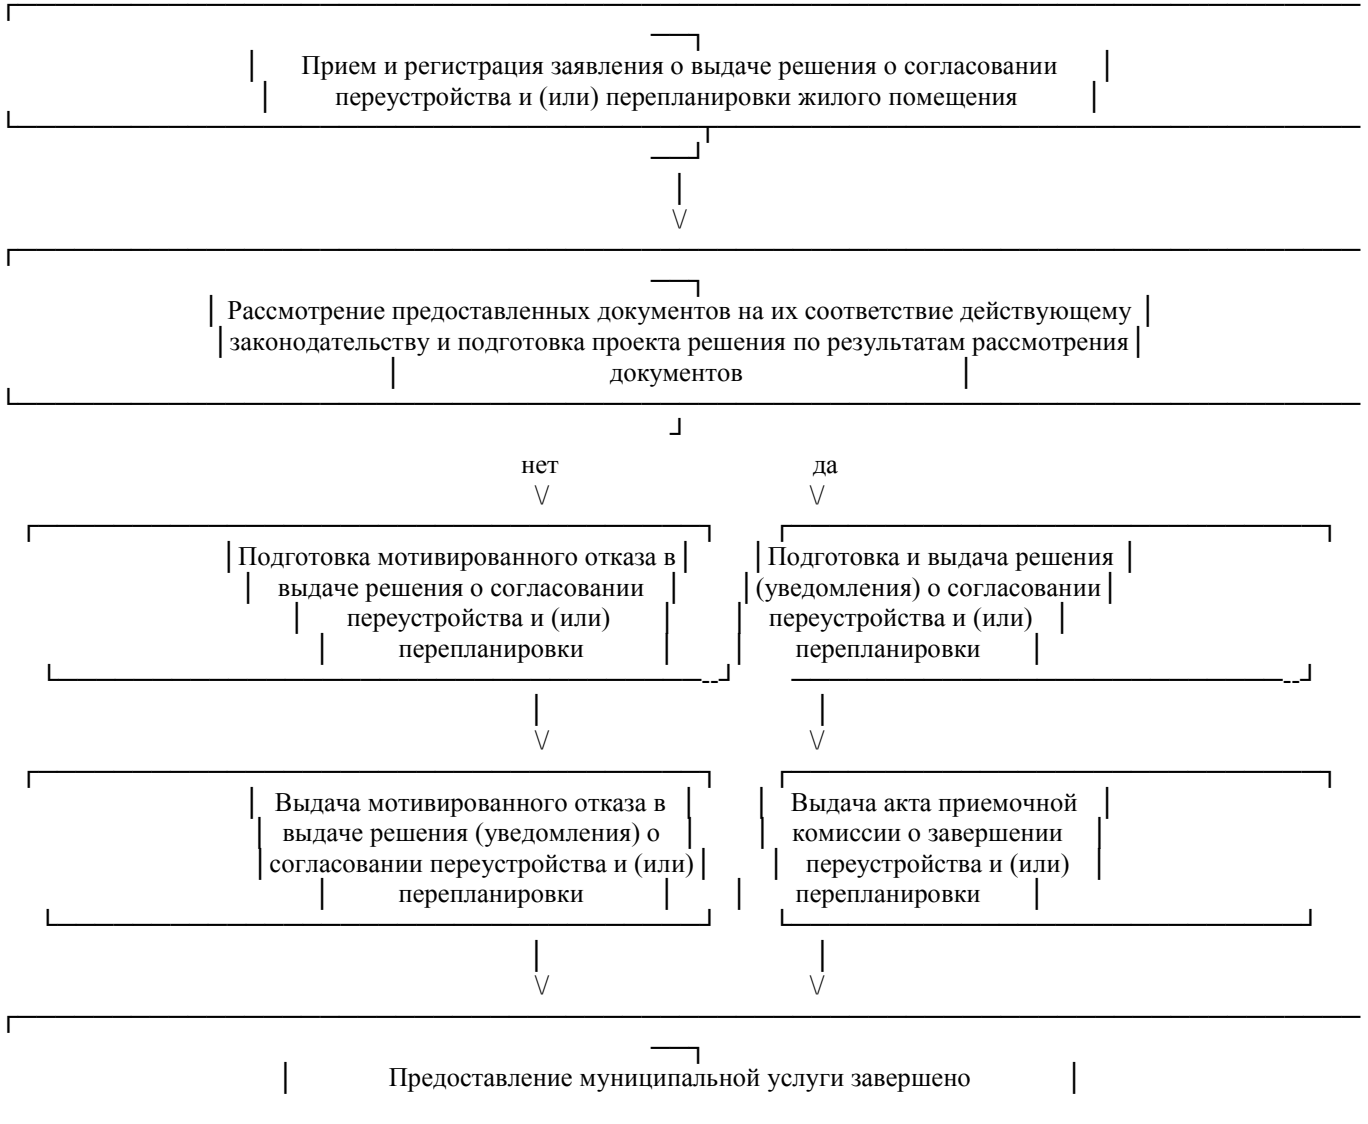 Прием и регистрация заявления о выдаче решения о согласовании
переустройства и (или) перепланировки жилого помещения
Рассмотрение предоставленных документов на их соответствие действующему
законодательству и подготовка проекта решения по результатам рассмотрения
документов
нет
да
Подготовка мотивированного отказа в
выдаче решения о согласовании
переустройства и (или)
перепланировки
Подготовка и выдача решения
(уведомления) о согласовании
переустройства и (или)
перепланировки
Выдача мотивированного отказа в
выдаче решения (уведомления) о
согласовании переустройства и (или)
перепланировки
Выдача акта приемочной
комиссии о завершении
переустройства и (или)
перепланировки
Предоставление муниципальной услуги завершено